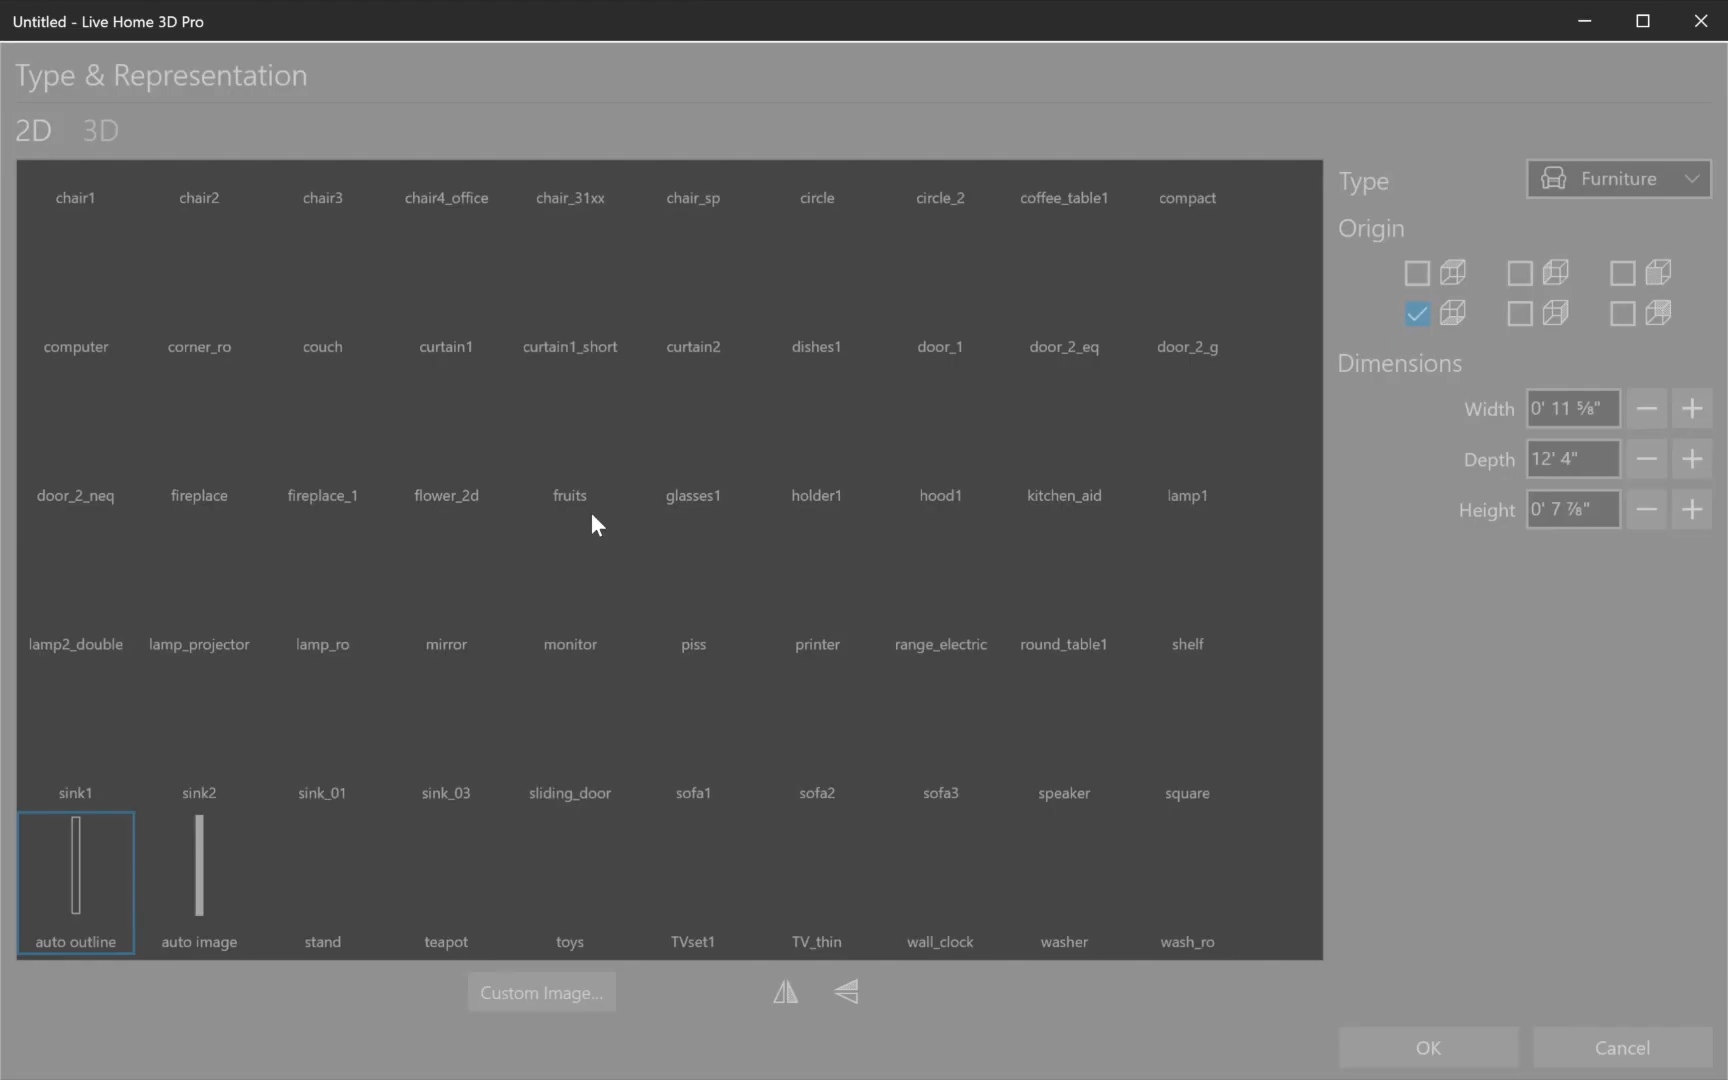 Untitled - Live Home 3D Pro
Type & Representation
2D 3D
chair1 chair2 chair3 chair4_office chair_31xx chair_sp circle circle_2 coffee_table1 compact
computer corner_ro couch curtain1 curtain1_short curtain2 dishes1 door_1 door_2_eq door_2_g
door_2_neq fireplace fireplace_1 flower_2d fruits glasses1 holder1 hood1 kitchen_aid lamp1
lamp2_double lamp_projector lamp_ro mirror monitor piss printer range_electric round_table1 shelf
sink1 sink2 sink_01 sink_03 sliding_door sofa1 sofa2 sofa3 speaker square
auto outline auto image stand teapot toys TVset1 TV_thin wall_clock washer wash_ro
Custom Image...
Type Furniture
Origin
Dimensions
Width 0' 11 ⅝"
Depth 12' 4"
Height 0' 7 ⅞"
OK Cancel